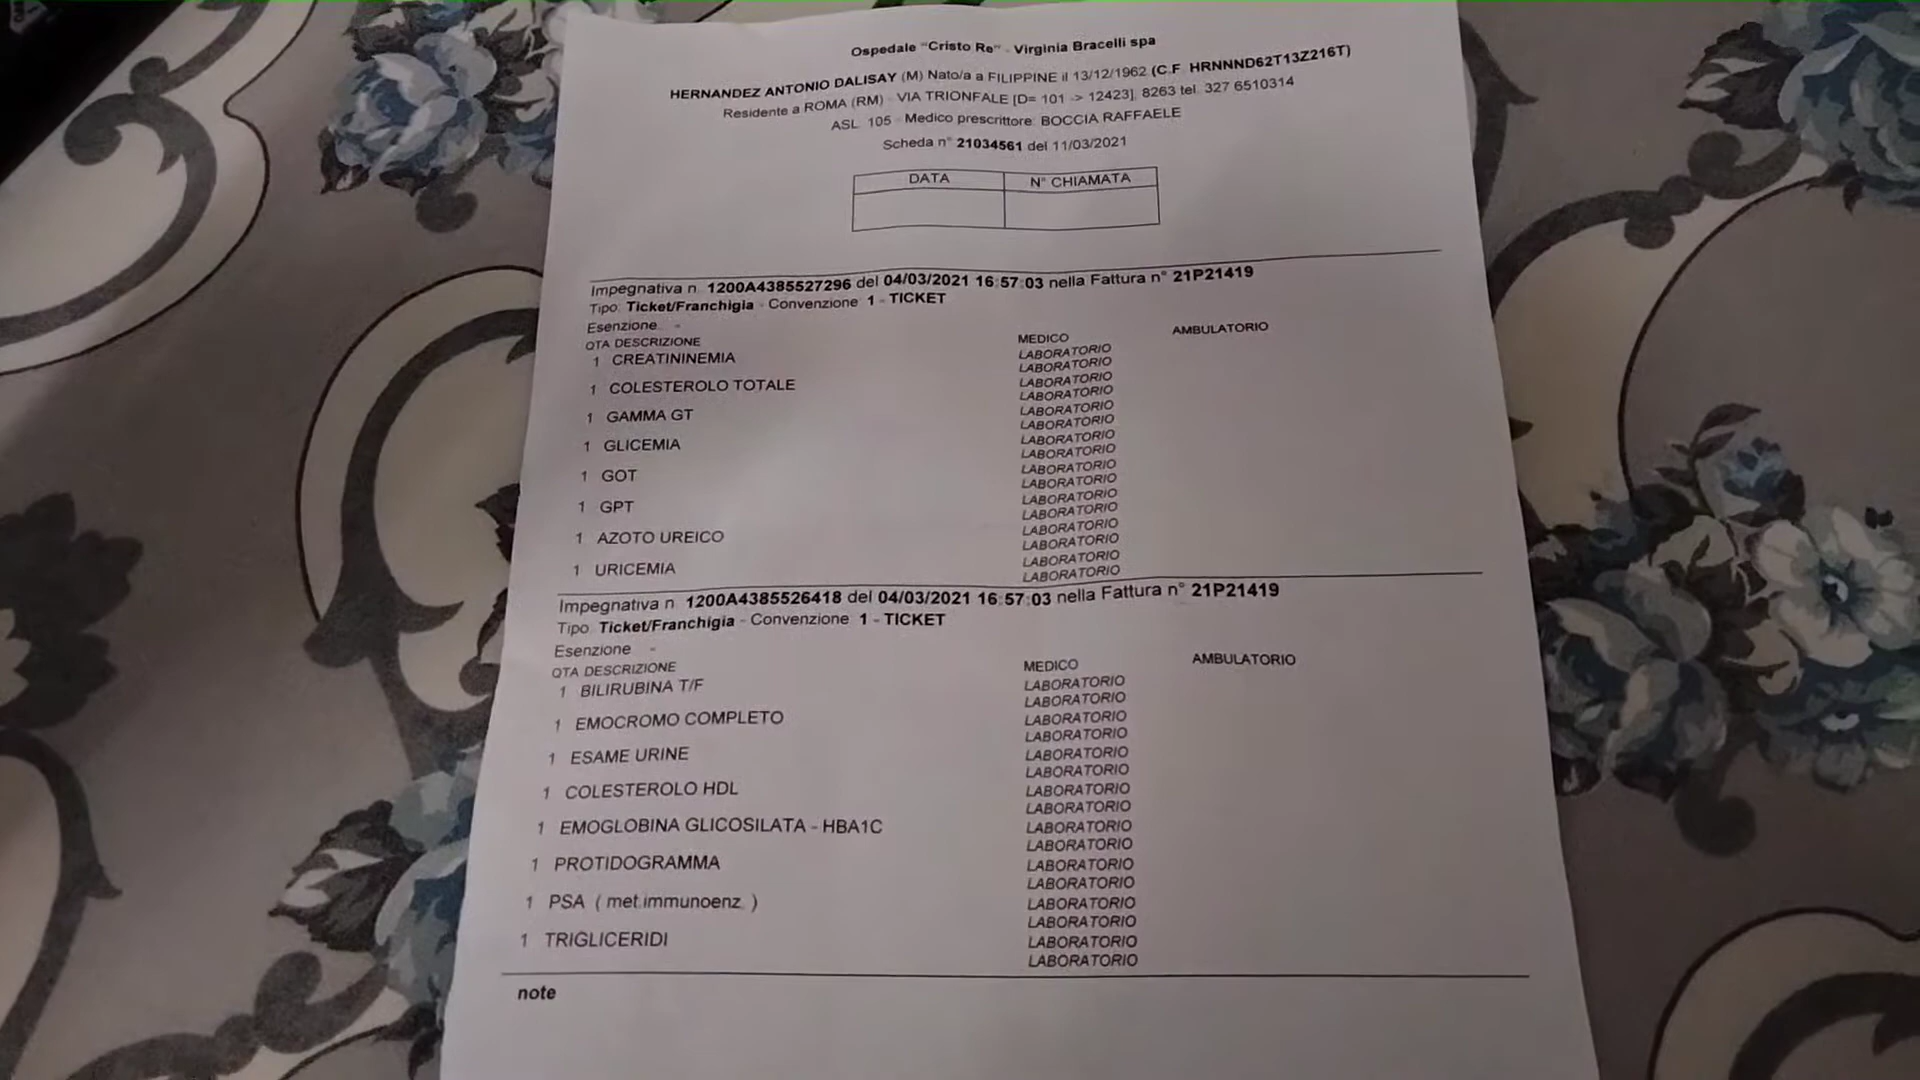 Ospedale "Cristo Re" - Virginia Bracelli spa
HERNANDEZ ANTONIO DALISAY (M) Nato/a a FILIPPINE il 13/12/1962 (C.F. HRNNND62T13Z216T)
Residente a ROMA (RM) - VIA TRIONFALE [D= 101 -> 12423], 8263 tel. 327 6510314
ASL 105 - Medico prescrittore: BOCCIA RAFFAELE
Scheda n° 21034561 del 11/03/2021
DATA N° CHIAMATA
Impegnativa n. 1200A4385527296 del 04/03/2021 16:57:03 nella Fattura n° 21P21419
Tipo: Ticket/Franchigia - Convenzione 1 - TICKET
Esenzione: -
QTA DESCRIZIONE MEDICO AMBULATORIO
1 CREATININEMIA LABORATORIO
LABORATORIO
1 COLESTEROLO TOTALE LABORATORIO
LABORATORIO
1 GAMMA GT LABORATORIO
LABORATORIO
1 GLICEMIA LABORATORIO
LABORATORIO
1 GOT LABORATORIO
LABORATORIO
1 GPT LABORATORIO
LABORATORIO
1 AZOTO UREICO LABORATORIO
LABORATORIO
1 URICEMIA LABORATORIO
LABORATORIO
Impegnativa n. 1200A4385526418 del 04/03/2021 16:57:03 nella Fattura n° 21P21419
Tipo: Ticket/Franchigia - Convenzione 1 - TICKET
Esenzione: -
QTA DESCRIZIONE MEDICO AMBULATORIO
1 BILIRUBINA T/F LABORATORIO
LABORATORIO
1 EMOCROMO COMPLETO LABORATORIO
LABORATORIO
1 ESAME URINE LABORATORIO
LABORATORIO
1 COLESTEROLO HDL LABORATORIO
LABORATORIO
1 EMOGLOBINA GLICOSILATA - HBA1C LABORATORIO
LABORATORIO
1 PROTIDOGRAMMA LABORATORIO
LABORATORIO
1 PSA ( met.immunoenz. ) LABORATORIO
LABORATORIO
1 TRIGLICERIDI LABORATORIO
LABORATORIO
note